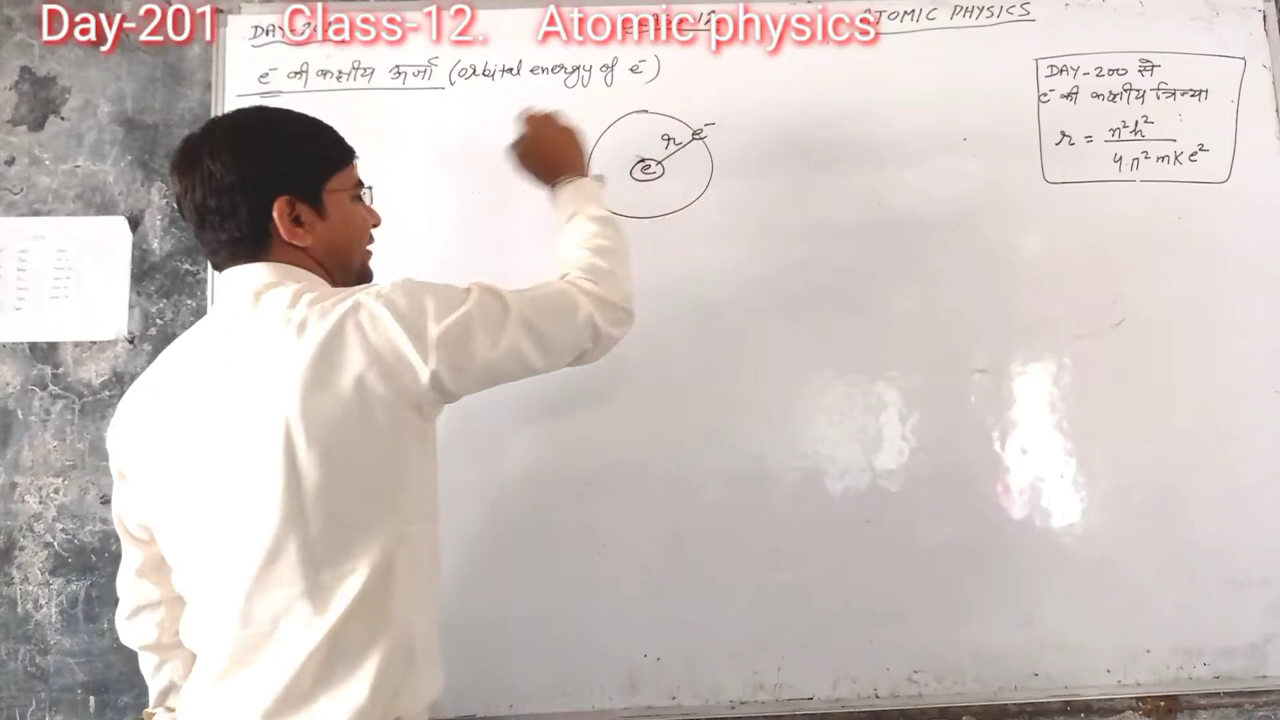 Day-201 Class-12. Atomic physics
ATOMIC PHYSICS
e⁻ की कक्षीय ऊर्जा (orbital energy of e⁻)
DAY-200 से
e⁻ की कक्षीय त्रिज्या
r = n²h² / 4π²mKe²
r e⁻
e